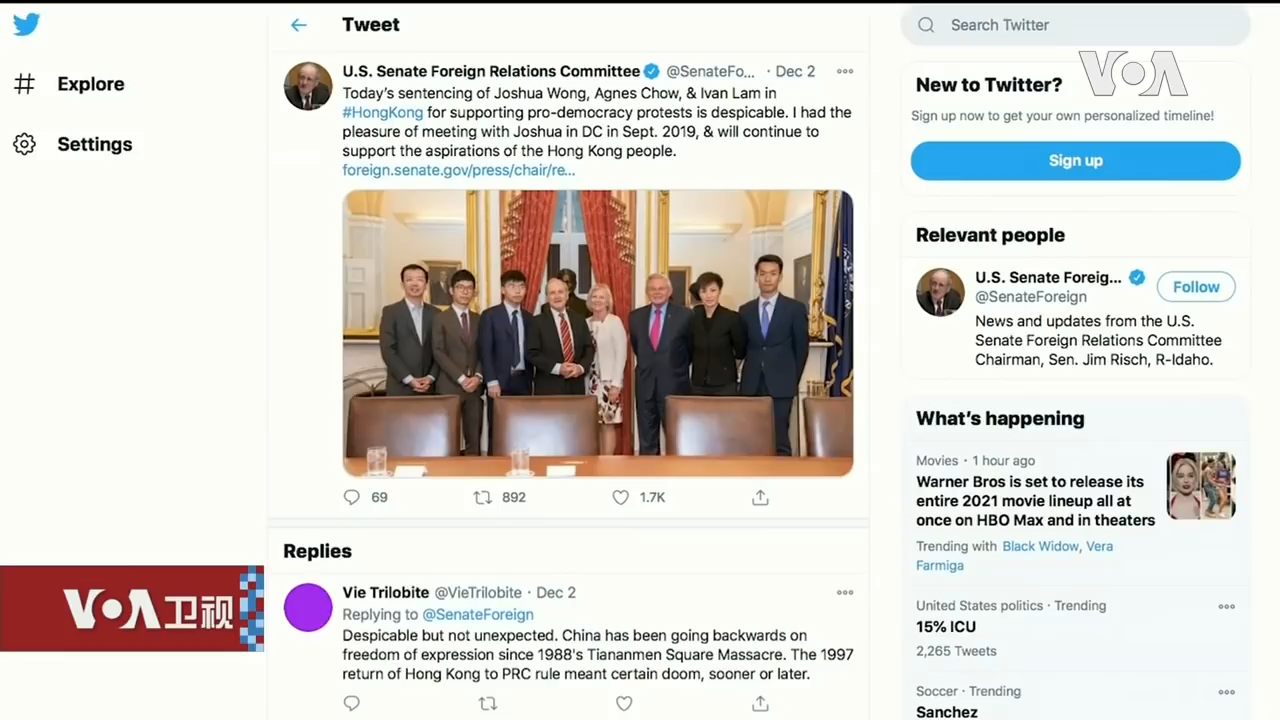 Explore
Settings
Tweet
U.S. Senate Foreign Relations Committee @SenateFo... · Dec 2
Today's sentencing of Joshua Wong, Agnes Chow, & Ivan Lam in
#HongKong for supporting pro-democracy protests is despicable. I had the
pleasure of meeting with Joshua in DC in Sept. 2019, & will continue to
support the aspirations of the Hong Kong people.
foreign.senate.gov/press/chair/re...
69
892
1.7K
Replies
Vie Trilobite @VieTrilobite · Dec 2
Replying to @SenateForeign
Despicable but not unexpected. China has been going backwards on
freedom of expression since 1988's Tiananmen Square Massacre. The 1997
return of Hong Kong to PRC rule meant certain doom, sooner or later.
Search Twitter
VOA
New to Twitter?
Sign up now to get your own personalized timeline!
Sign up
Relevant people
U.S. Senate Foreig...
@SenateForeign
Follow
News and updates from the U.S.
Senate Foreign Relations Committee
Chairman, Sen. Jim Risch, R-Idaho.
What's happening
Movies · 1 hour ago
Warner Bros is set to release its
entire 2021 movie lineup all at
once on HBO Max and in theaters
Trending with Black Widow, Vera
Farmiga
United States politics · Trending
15% ICU
2,265 Tweets
Soccer · Trending
Sanchez
VOA卫视